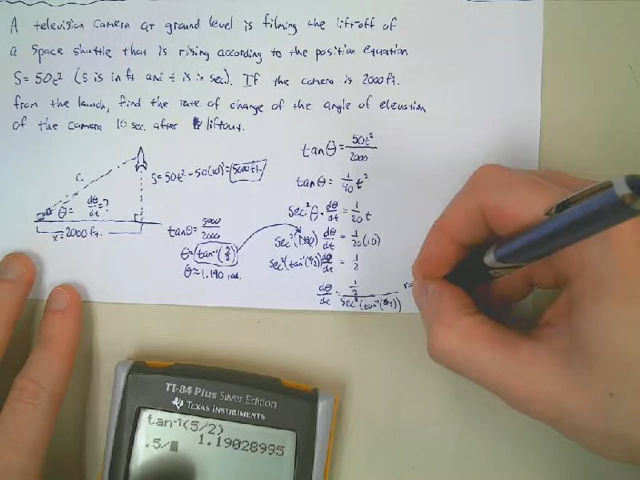 A television camera at ground level is filming the liftoff of
a space shuttle that is rising according to the position equation
S = 50t² (S is in ft and t is in sec). If the camera is 2000 ft.
from the launch, find the rate of change of the angle of elevation
of the camera 10 sec. after liftoff.
c
S = 50t² = 50(10)² = 5000 ft.
θ = dθ/dt = ?
x = 2000 ft.
tanθ = 5000/2000
θ = tan⁻¹(5/2)
θ ≈ 1.190 rad.
tanθ = 50t²/2000
tanθ = 1/40 t²
sec²θ · dθ/dt = 1/20 t
sec²(1.190) dθ/dt = 1/20(10)
sec²(tan⁻¹(5/2)) dθ/dt = 1/2
dθ/dt = 1/2 / sec²(tan⁻¹(5/2))
TI-84 Plus Silver Edition
TEXAS INSTRUMENTS
tan⁻¹(5/2)
1.19028995
.5/